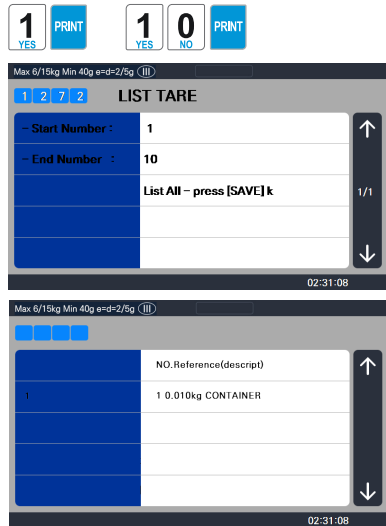 1 YES PRINT 1 YES 0 NO PRINT
Max 6/15kg Min 40g e=d=2/5g III
1 2 7 2 LIST TARE
- Start Number : 1
- End Number : 10
List All - press [SAVE] k
1/1
02:31:08
Max 6/15kg Min 40g e=d=2/5g III
NO.Reference(descript)
1 1 0.010kg CONTAINER
02:31:08